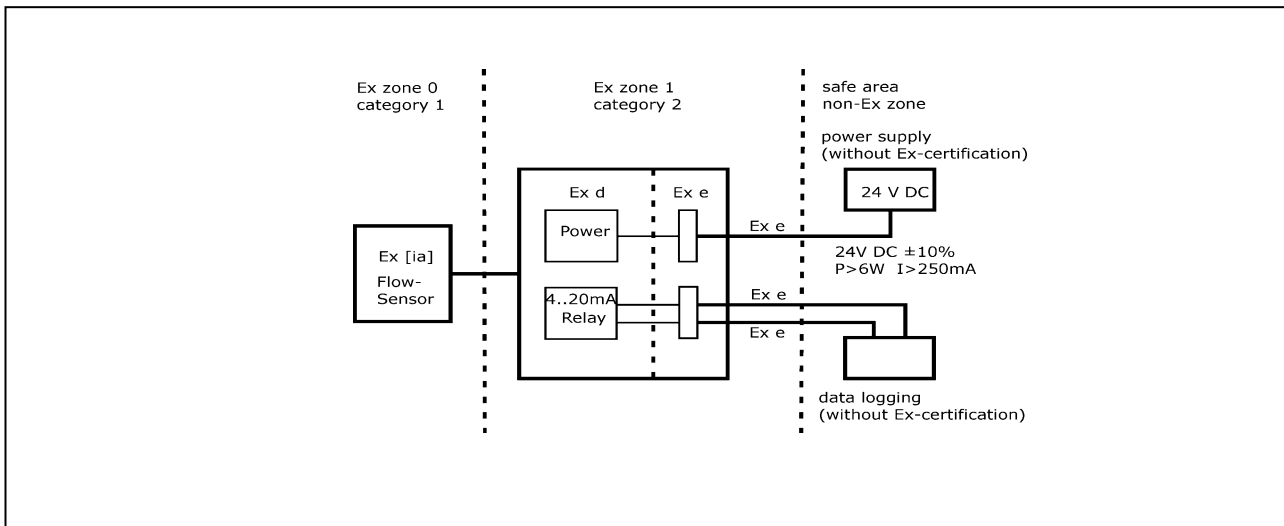 Ex zone 0
category 1
Ex zone 1
category 2
safe area
non-Ex zone
power supply
(without Ex-certification)
Ex d
Ex e
24 V DC
Power
Ex e
Ex [ia]
Flow-
Sensor
24V DC ±10%
P>6W I>250mA
4..20mA
Relay
Ex e
Ex e
data logging
(without Ex-certification)